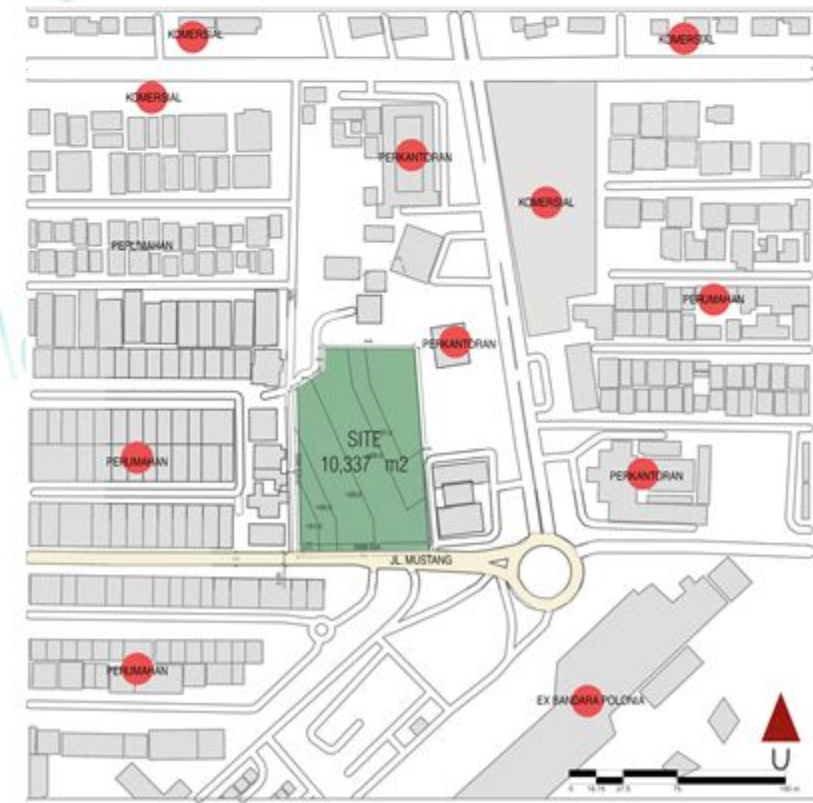 KOMERSIAL
KOMERSIAL
KOMERSIAL
PERKANTORAN
KOMERSIAL
PERUMAHAN
PERUMAHAN
PERKANTORAN
SITE
10,337 m2
PERUMAHAN
PERKANTORAN
JL. MUSTANG
PERUMAHAN
EX BANDARA POLONIA
U